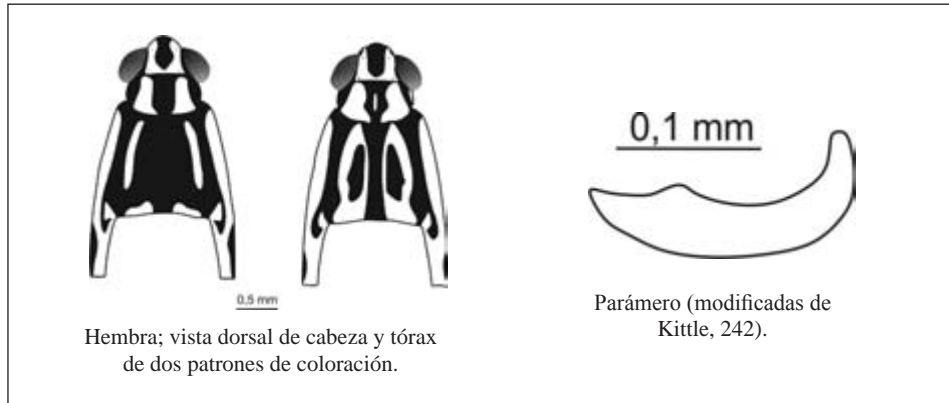 0,1 mm
0,5 mm
Hembra; vista dorsal de cabeza y tórax
de dos patrones de coloración.
Parámero (modificadas de
Kittle, 242).